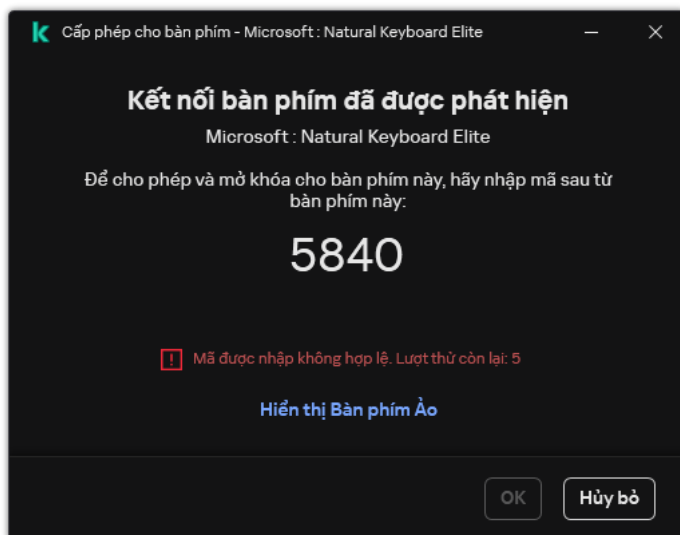 Cấp phép cho bàn phím - Microsoft : Natural Keyboard Elite
Kết nối bàn phím đã được phát hiện
Microsoft : Natural Keyboard Elite
Để cho phép và mở khóa cho bàn phím này, hãy nhập mã sau từ
bàn phím này:
5840
Mã được nhập không hợp lệ. Lượt thử còn lại: 5
Hiển thị Bàn phím Ảo
OK Hủy bỏ